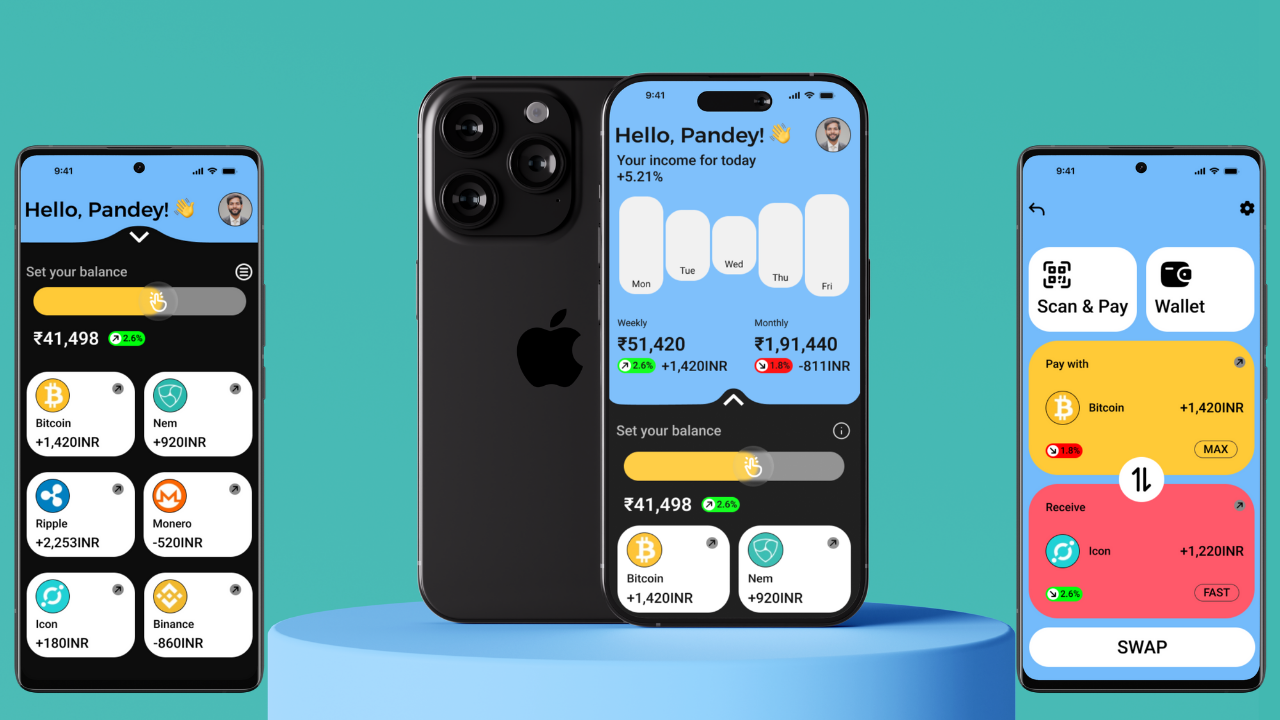 9:41
Hello, Pandey! 👋
Set your balance
₹41,498 2.6%
Bitcoin
+1,420INR
Nem
+920INR
Ripple
+2,253INR
Monero
-520INR
Icon
+180INR
Binance
-860INR
9:41
Hello, Pandey! 👋
Your income for today
+5.21%
Mon
Tue
Wed
Thu
Fri
Weekly
₹51,420
2.6% +1,420INR
Monthly
₹1,91,440
1.8% -811INR
Set your balance
₹41,498 2.6%
Bitcoin
+1,420INR
Nem
+920INR
9:41
Scan & Pay
Wallet
Pay with
Bitcoin +1,420INR
1.8% MAX
Receive
Icon +1,220INR
2.6% FAST
SWAP